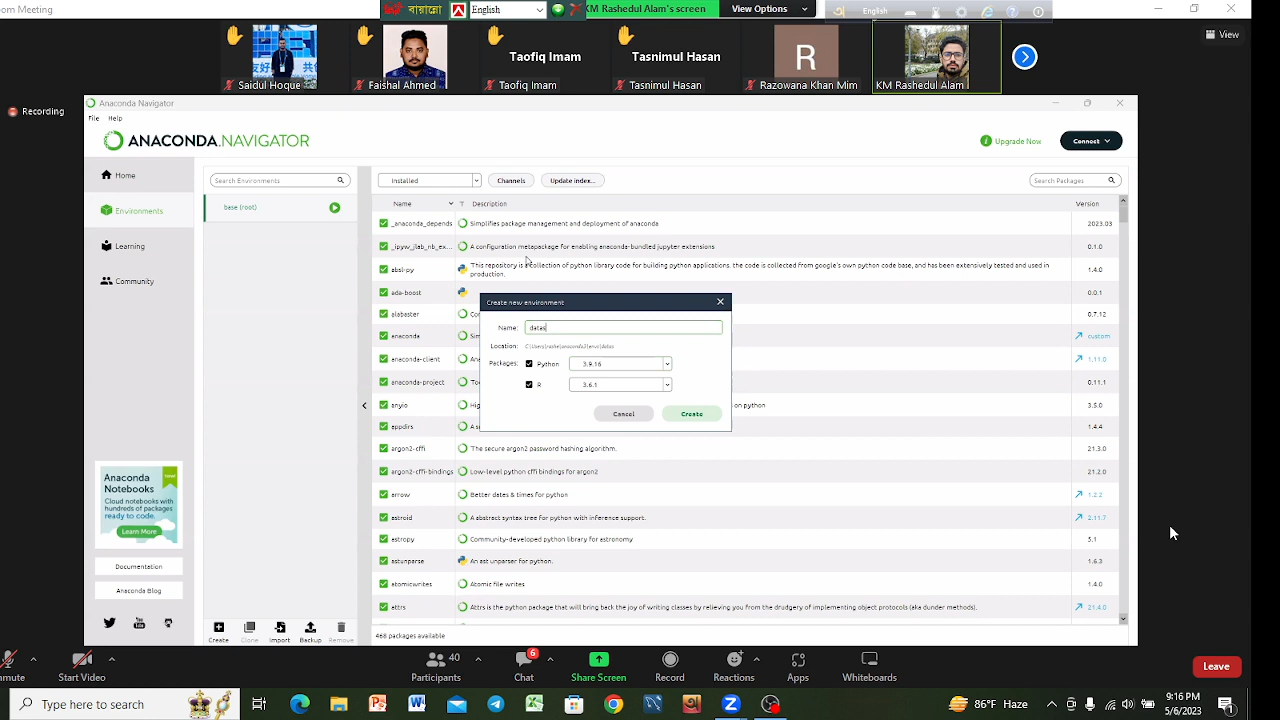 om Meeting
বায়ান্নো
English
KM Rashedul Alam's screen
View Options
English
Saidul Hoque
Faishal Ahmed
Taofiq Imam
Taofiq Imam
Tasnimul Hasan
Tasnimul Hasan
R
Razowana Khan Mim
KM Rashedul Alam
View
Recording
Anaconda Navigator
File Help
ANACONDA.NAVIGATOR
Upgrade Now
Connect
Home
Environments
Learning
Community
Search Environments
base (root)
Installed
Channels
Update index...
Search Packages
Name
Description
Version
_anaconda_depends Simplifies package management and deployment of anaconda 2023.03
_ipyw_jlab_nb_ex... A configuration metapackage for enabling anaconda-bundled jupyter extensions 0.1.0
absl-py This repository is collection of python library code for building python applications. the code is collected from google's own python code base, and has been extensively tested and used in production. 1.4.0
ada-boost 0.0.1
alabaster Co 0.7.12
anaconda Sim custom
anaconda-client An 1.11.0
anaconda-project Too 0.11.1
anyio Hig on python 3.5.0
appdirs A s 1.4.4
argon2-cffi The secure argon2 password hashing algorithm. 21.3.0
argon2-cffi-bindings Low-level python cffi bindings for argon2 21.2.0
arrow Better dates & times for python 1.2.2
astroid A abstract syntax tree for python with inference support. 2.11.7
astropy Community-developed python library for astronomy 5.1
astunparse An ast unparser for python. 1.6.3
atomicwrites Atomic file writes. 1.4.0
attrs Attrs is the python package that will bring back the joy of writing classes by relieving you from the drudgery of implementing object protocols (aka dunder methods). 21.4.0
468 packages available
Create new environment
Name: datas
Location: C:\Users\rashe\anaconda3\envs\datas
Packages: Python 3.9.16
R 3.6.1
Cancel
Create
Anaconda Notebooks
new
Cloud notebooks with hundreds of packages ready to code.
Learn More
Documentation
Anaconda Blog
Create
Clone
Import
Backup
Remove
nmute
Start Video
40
Participants
6
Chat
Share Screen
Record
Reactions
Apps
Whiteboards
Leave
Type here to search
86°F Haze
9:16 PM
5/6/2023
1